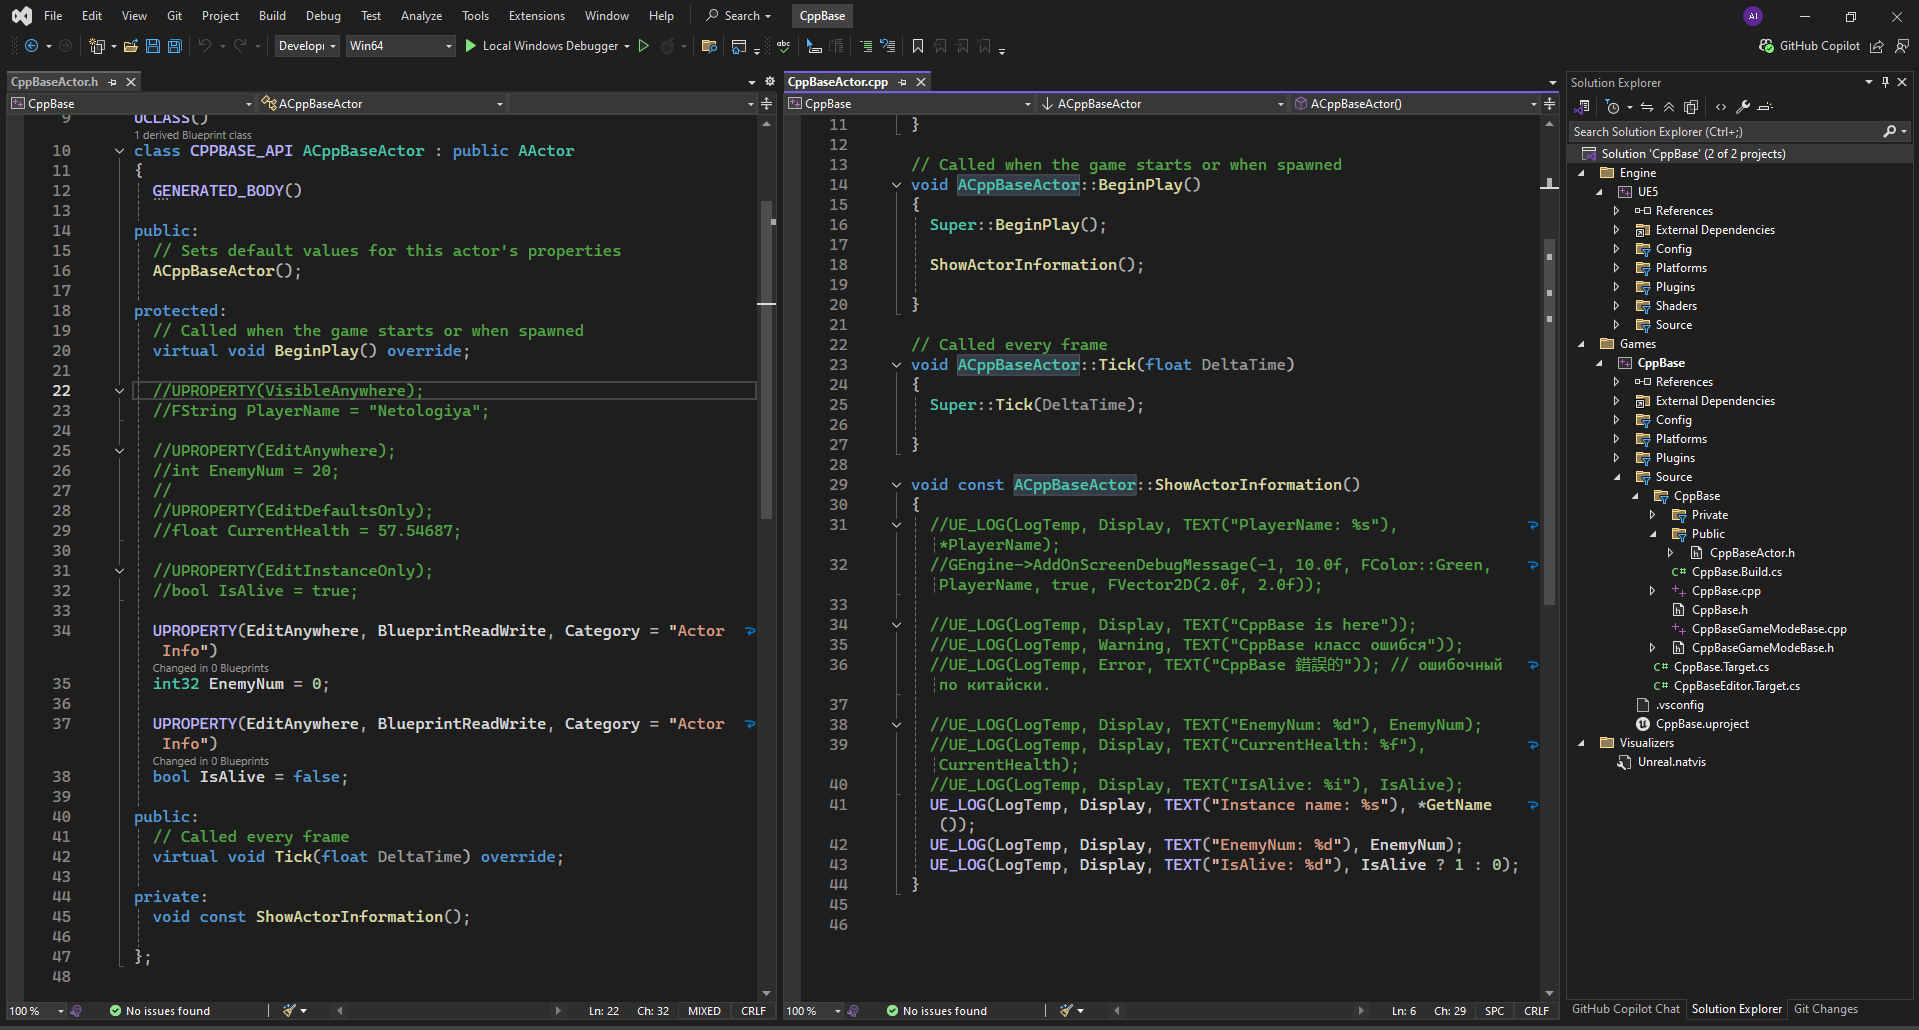 File Edit View Git Project Build Debug Test Analyze Tools Extensions Window Help Search CppBase AI
Develop Win64 Local Windows Debugger GitHub Copilot
CppBaseActor.h
CppBase ACppBaseActor
9 UCLASS()
1 derived Blueprint class
10 class CPPBASE_API ACppBaseActor : public AActor
11 {
12 GENERATED_BODY()
13
14 public:
15 // Sets default values for this actor's properties
16 ACppBaseActor();
17
18 protected:
19 // Called when the game starts or when spawned
20 virtual void BeginPlay() override;
21
22 //UPROPERTY(VisibleAnywhere);
23 //FString PlayerName = "Netologiya";
24
25 //UPROPERTY(EditAnywhere);
26 //int EnemyNum = 20;
27 //
28 //UPROPERTY(EditDefaultsOnly);
29 //float CurrentHealth = 57.54687;
30
31 //UPROPERTY(EditInstanceOnly);
32 //bool IsAlive = true;
33
34 UPROPERTY(EditAnywhere, BlueprintReadWrite, Category = "Actor
Info")
Changed in 0 Blueprints
35 int32 EnemyNum = 0;
36
37 UPROPERTY(EditAnywhere, BlueprintReadWrite, Category = "Actor
Info")
Changed in 0 Blueprints
38 bool IsAlive = false;
39
40 public:
41 // Called every frame
42 virtual void Tick(float DeltaTime) override;
43
44 private:
45 void const ShowActorInformation();
46
47 };
48
100 % No issues found Ln: 22 Ch: 32 MIXED CRLF
CppBaseActor.cpp
CppBase ACppBaseActor ACppBaseActor()
11 }
12
13 // Called when the game starts or when spawned
14 void ACppBaseActor::BeginPlay()
15 {
16 Super::BeginPlay();
17
18 ShowActorInformation();
19
20 }
21
22 // Called every frame
23 void ACppBaseActor::Tick(float DeltaTime)
24 {
25 Super::Tick(DeltaTime);
26
27 }
28
29 void const ACppBaseActor::ShowActorInformation()
30 {
31 //UE_LOG(LogTemp, Display, TEXT("PlayerName: %s"),
*PlayerName);
32 //GEngine->AddOnScreenDebugMessage(-1, 10.0f, FColor::Green,
PlayerName, true, FVector2D(2.0f, 2.0f));
33
34 //UE_LOG(LogTemp, Display, TEXT("CppBase is here"));
35 //UE_LOG(LogTemp, Warning, TEXT("CppBase класс ошибся"));
36 //UE_LOG(LogTemp, Error, TEXT("CppBase 錯誤的")); // ошибочный
по китайски.
37
38 //UE_LOG(LogTemp, Display, TEXT("EnemyNum: %d"), EnemyNum);
39 //UE_LOG(LogTemp, Display, TEXT("CurrentHealth: %f"),
CurrentHealth);
40 //UE_LOG(LogTemp, Display, TEXT("IsAlive: %i"), IsAlive);
41 UE_LOG(LogTemp, Display, TEXT("Instance name: %s"), *GetName
());
42 UE_LOG(LogTemp, Display, TEXT("EnemyNum: %d"), EnemyNum);
43 UE_LOG(LogTemp, Display, TEXT("IsAlive: %d"), IsAlive ? 1 : 0);
44 }
45
46
100 % No issues found Ln: 6 Ch: 29 SPC CRLF
Solution Explorer
Search Solution Explorer (Ctrl+;)
Solution 'CppBase' (2 of 2 projects)
Engine
UE5
References
External Dependencies
Config
Platforms
Plugins
Shaders
Source
Games
CppBase
References
External Dependencies
Config
Platforms
Plugins
Source
CppBase
Private
Public
CppBaseActor.h
C# CppBase.Build.cs
CppBase.cpp
CppBase.h
CppBaseGameModeBase.cpp
CppBaseGameModeBase.h
C# CppBase.Target.cs
C# CppBaseEditor.Target.cs
.vsconfig
CppBase.uproject
Visualizers
Unreal.natvis
GitHub Copilot Chat Solution Explorer Git Changes